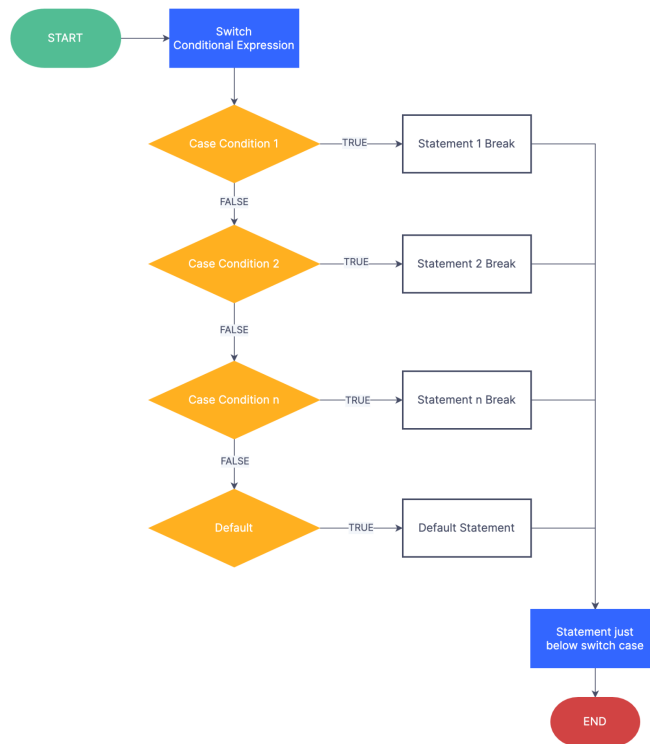 START
Switch
Conditional Expression
Case Condition 1
TRUE
Statement 1 Break
FALSE
Case Condition 2
TRUE
Statement 2 Break
FALSE
Case Condition n
TRUE
Statement n Break
FALSE
Default
TRUE
Default Statement
Statement just
below switch case
END